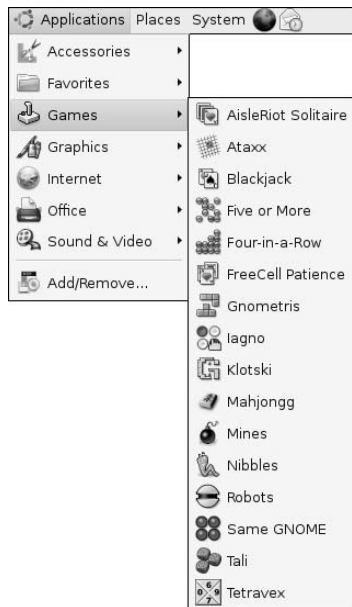 Applications Places System
Accessories
Favorites
Games
Graphics
Internet
Office
Sound & Video
Add/Remove...
AisleRiot Solitaire
Ataxx
Blackjack
Five or More
Four-in-a-Row
FreeCell Patience
Gnometris
Iagno
Klotski
Mahjongg
Mines
Nibbles
Robots
Same GNOME
Tali
Tetravex